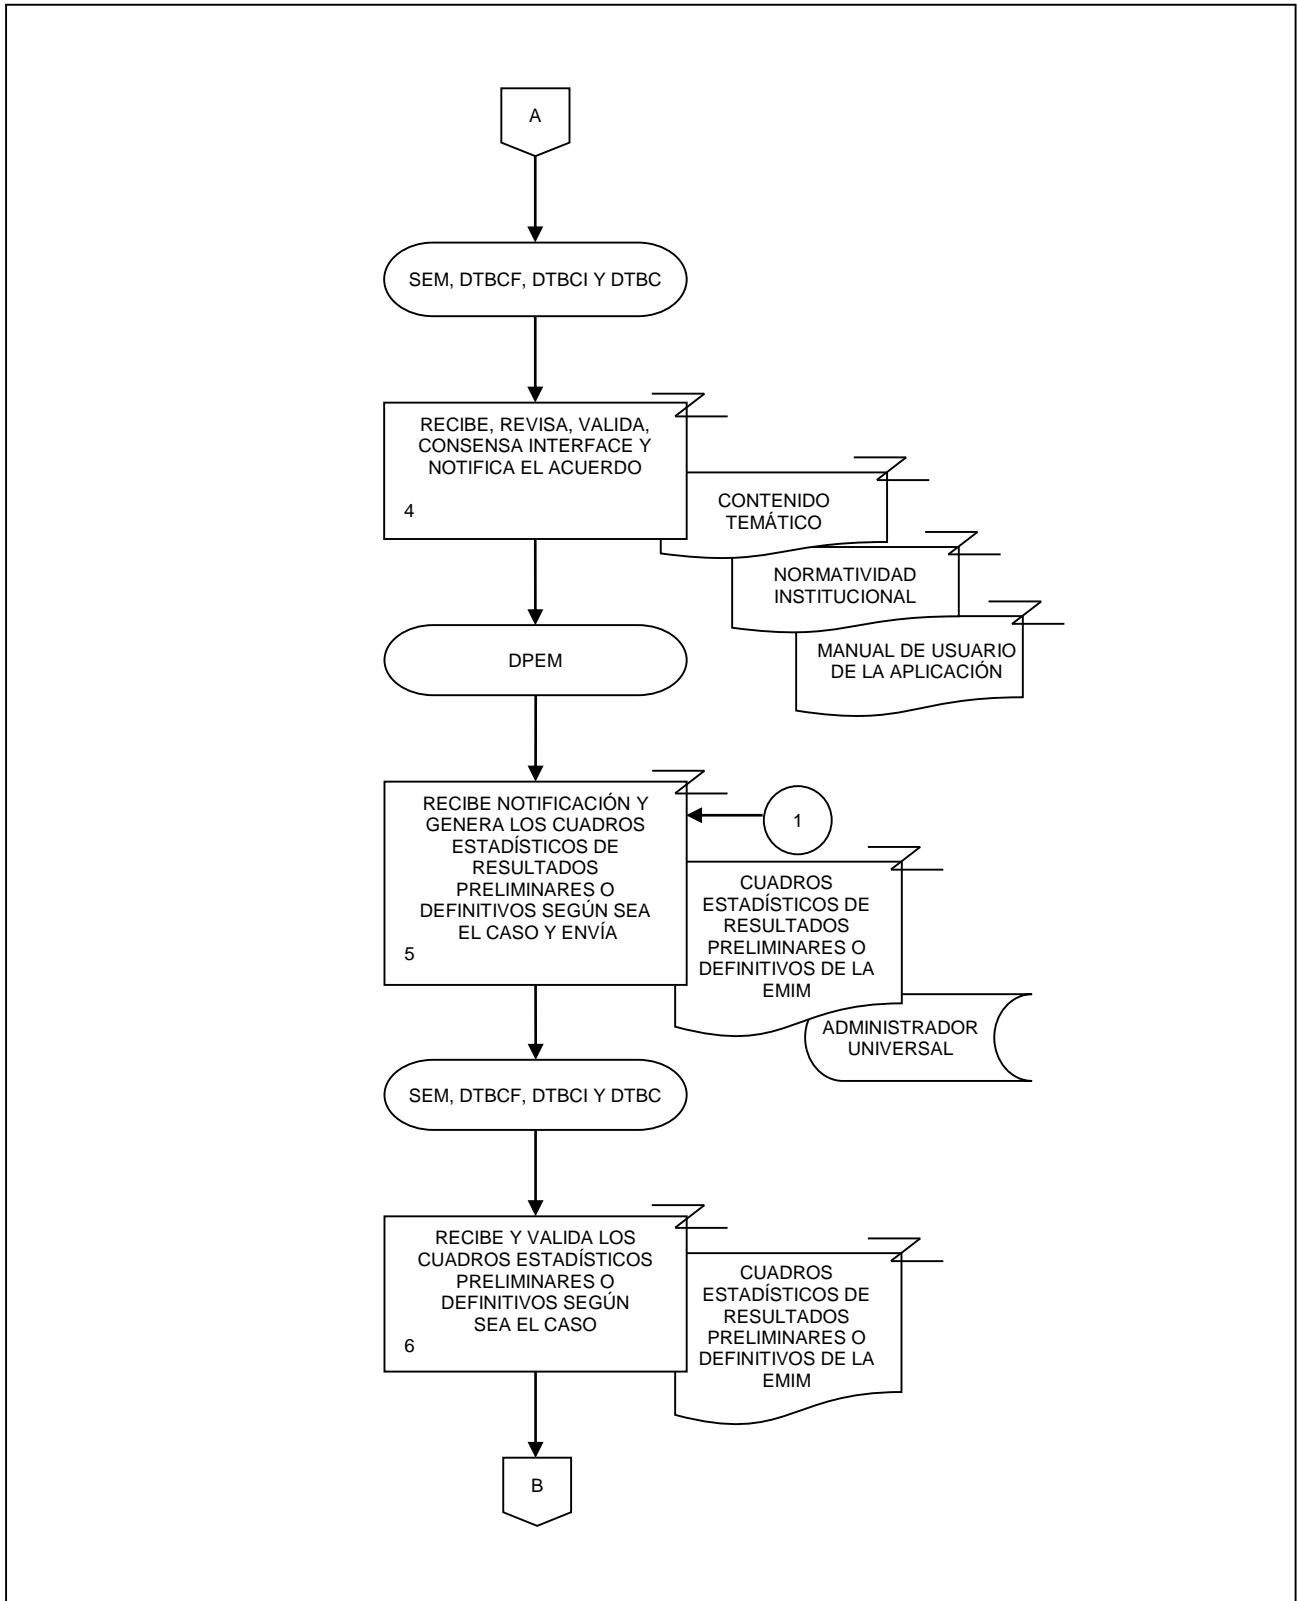 A
SEM, DTBCF, DTBCI Y DTBC
RECIBE, REVISA, VALIDA,
CONSENSA INTERFACE Y
NOTIFICA EL ACUERDO
4
CONTENIDO
TEMÁTICO
NORMATIVIDAD
INSTITUCIONAL
MANUAL DE USUARIO
DE LA APLICACIÓN
DPEM
RECIBE NOTIFICACIÓN Y
GENERA LOS CUADROS
ESTADÍSTICOS DE
RESULTADOS
PRELIMINARES O
DEFINITIVOS SEGÚN SEA
EL CASO Y ENVÍA
5
1
CUADROS
ESTADÍSTICOS DE
RESULTADOS
PRELIMINARES O
DEFINITIVOS DE LA
EMIM
ADMINISTRADOR
UNIVERSAL
SEM, DTBCF, DTBCI Y DTBC
RECIBE Y VALIDA LOS
CUADROS ESTADÍSTICOS
PRELIMINARES O
DEFINITIVOS SEGÚN
SEA EL CASO
6
CUADROS
ESTADÍSTICOS DE
RESULTADOS
PRELIMINARES O
DEFINITIVOS DE LA
EMIM
B